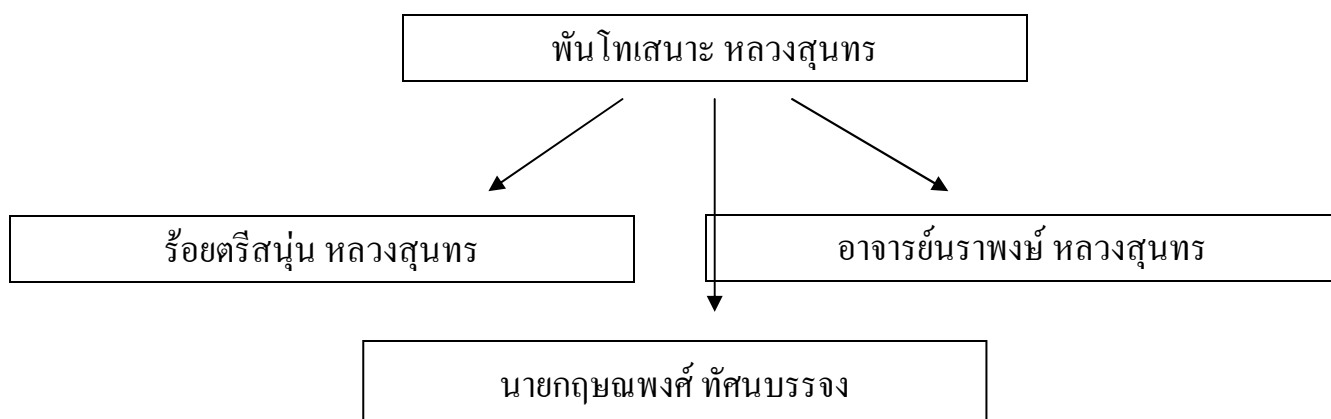 พันโทเสนาะ หลวงสุนทร
ร้อยตรีสนุ่น หลวงสุนทร
อาจารย์นราพงษ์ หลวงสุนทร
นายกฤษณพงศ์ ทัศนบรรจง